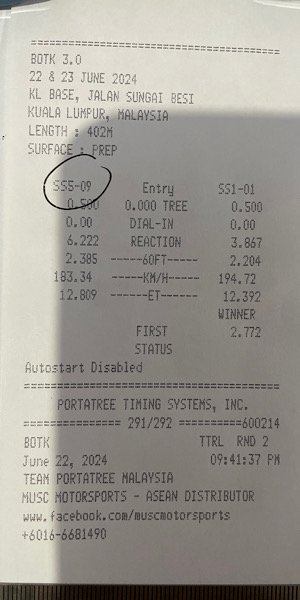 ========================================
BOTK 3.0
22 & 23 JUNE 2024
KL BASE, JALAN SUNGAI BESI
KUALA LUMPUR, MALAYSIA
LENGTH : 402M
SURFACE : PREP
SS5-09 Entry SS1-01
0.500 0.000 TREE 0.500
0.00 DIAL-IN 0.00
6.222 REACTION 3.867
2.385 -----60FT----- 2.204
183.34 -----KM/H----- 194.72
12.809 ------ET------ 12.392
WINNER
FIRST 2.772
STATUS
Autostart Disabled
========================================
PORTATREE TIMING SYSTEMS, INC.
=============== 291/292 ==========600214
BOTK TTRL RND 2
June 22, 2024 09:41:37 PM
TEAM PORTATREE MALAYSIA
MUSC MOTORSPORTS - ASEAN DISTRIBUTOR
www.facebook.com/muscmotorsports
+6016-6681490